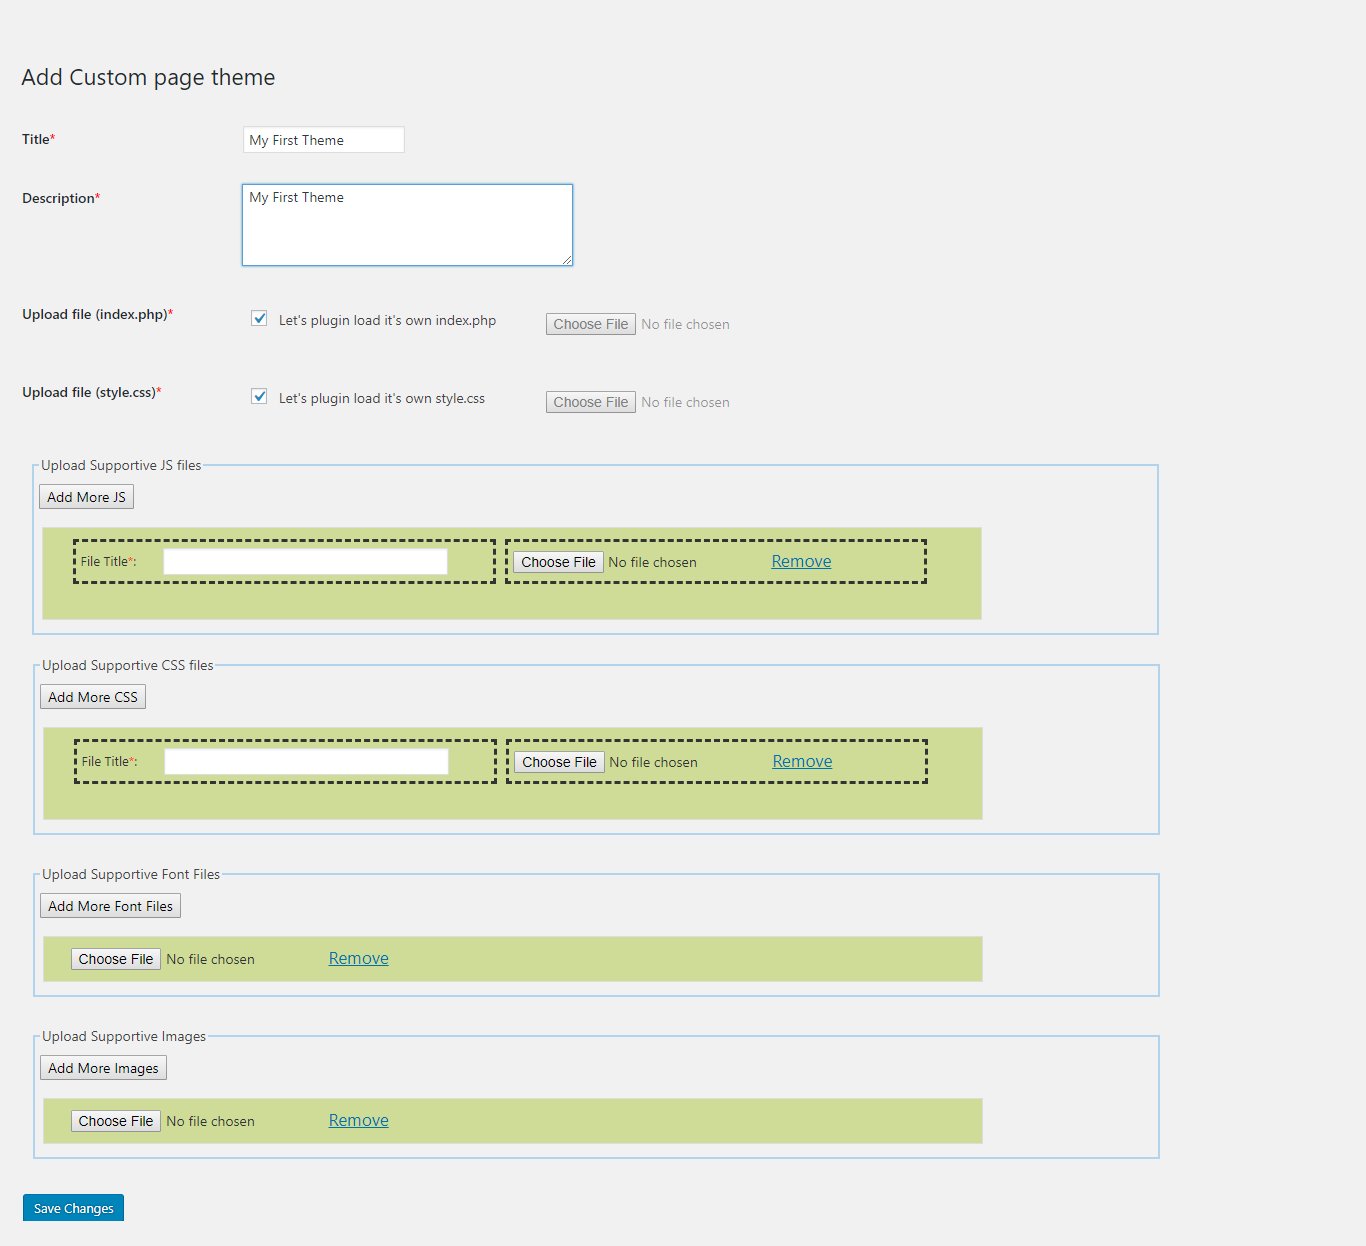 Add Custom page theme
Title*
My First Theme
Description*
My First Theme
Upload file (index.php)*
Let's plugin load it's own index.php
Choose File No file chosen
Upload file (style.css)*
Let's plugin load it's own style.css
Choose File No file chosen
Upload Supportive JS files
Add More JS
File Title*:
Choose File No file chosen
Remove
Upload Supportive CSS files
Add More CSS
File Title*:
Choose File No file chosen
Remove
Upload Supportive Font Files
Add More Font Files
Choose File No file chosen
Remove
Upload Supportive Images
Add More Images
Choose File No file chosen
Remove
Save Changes